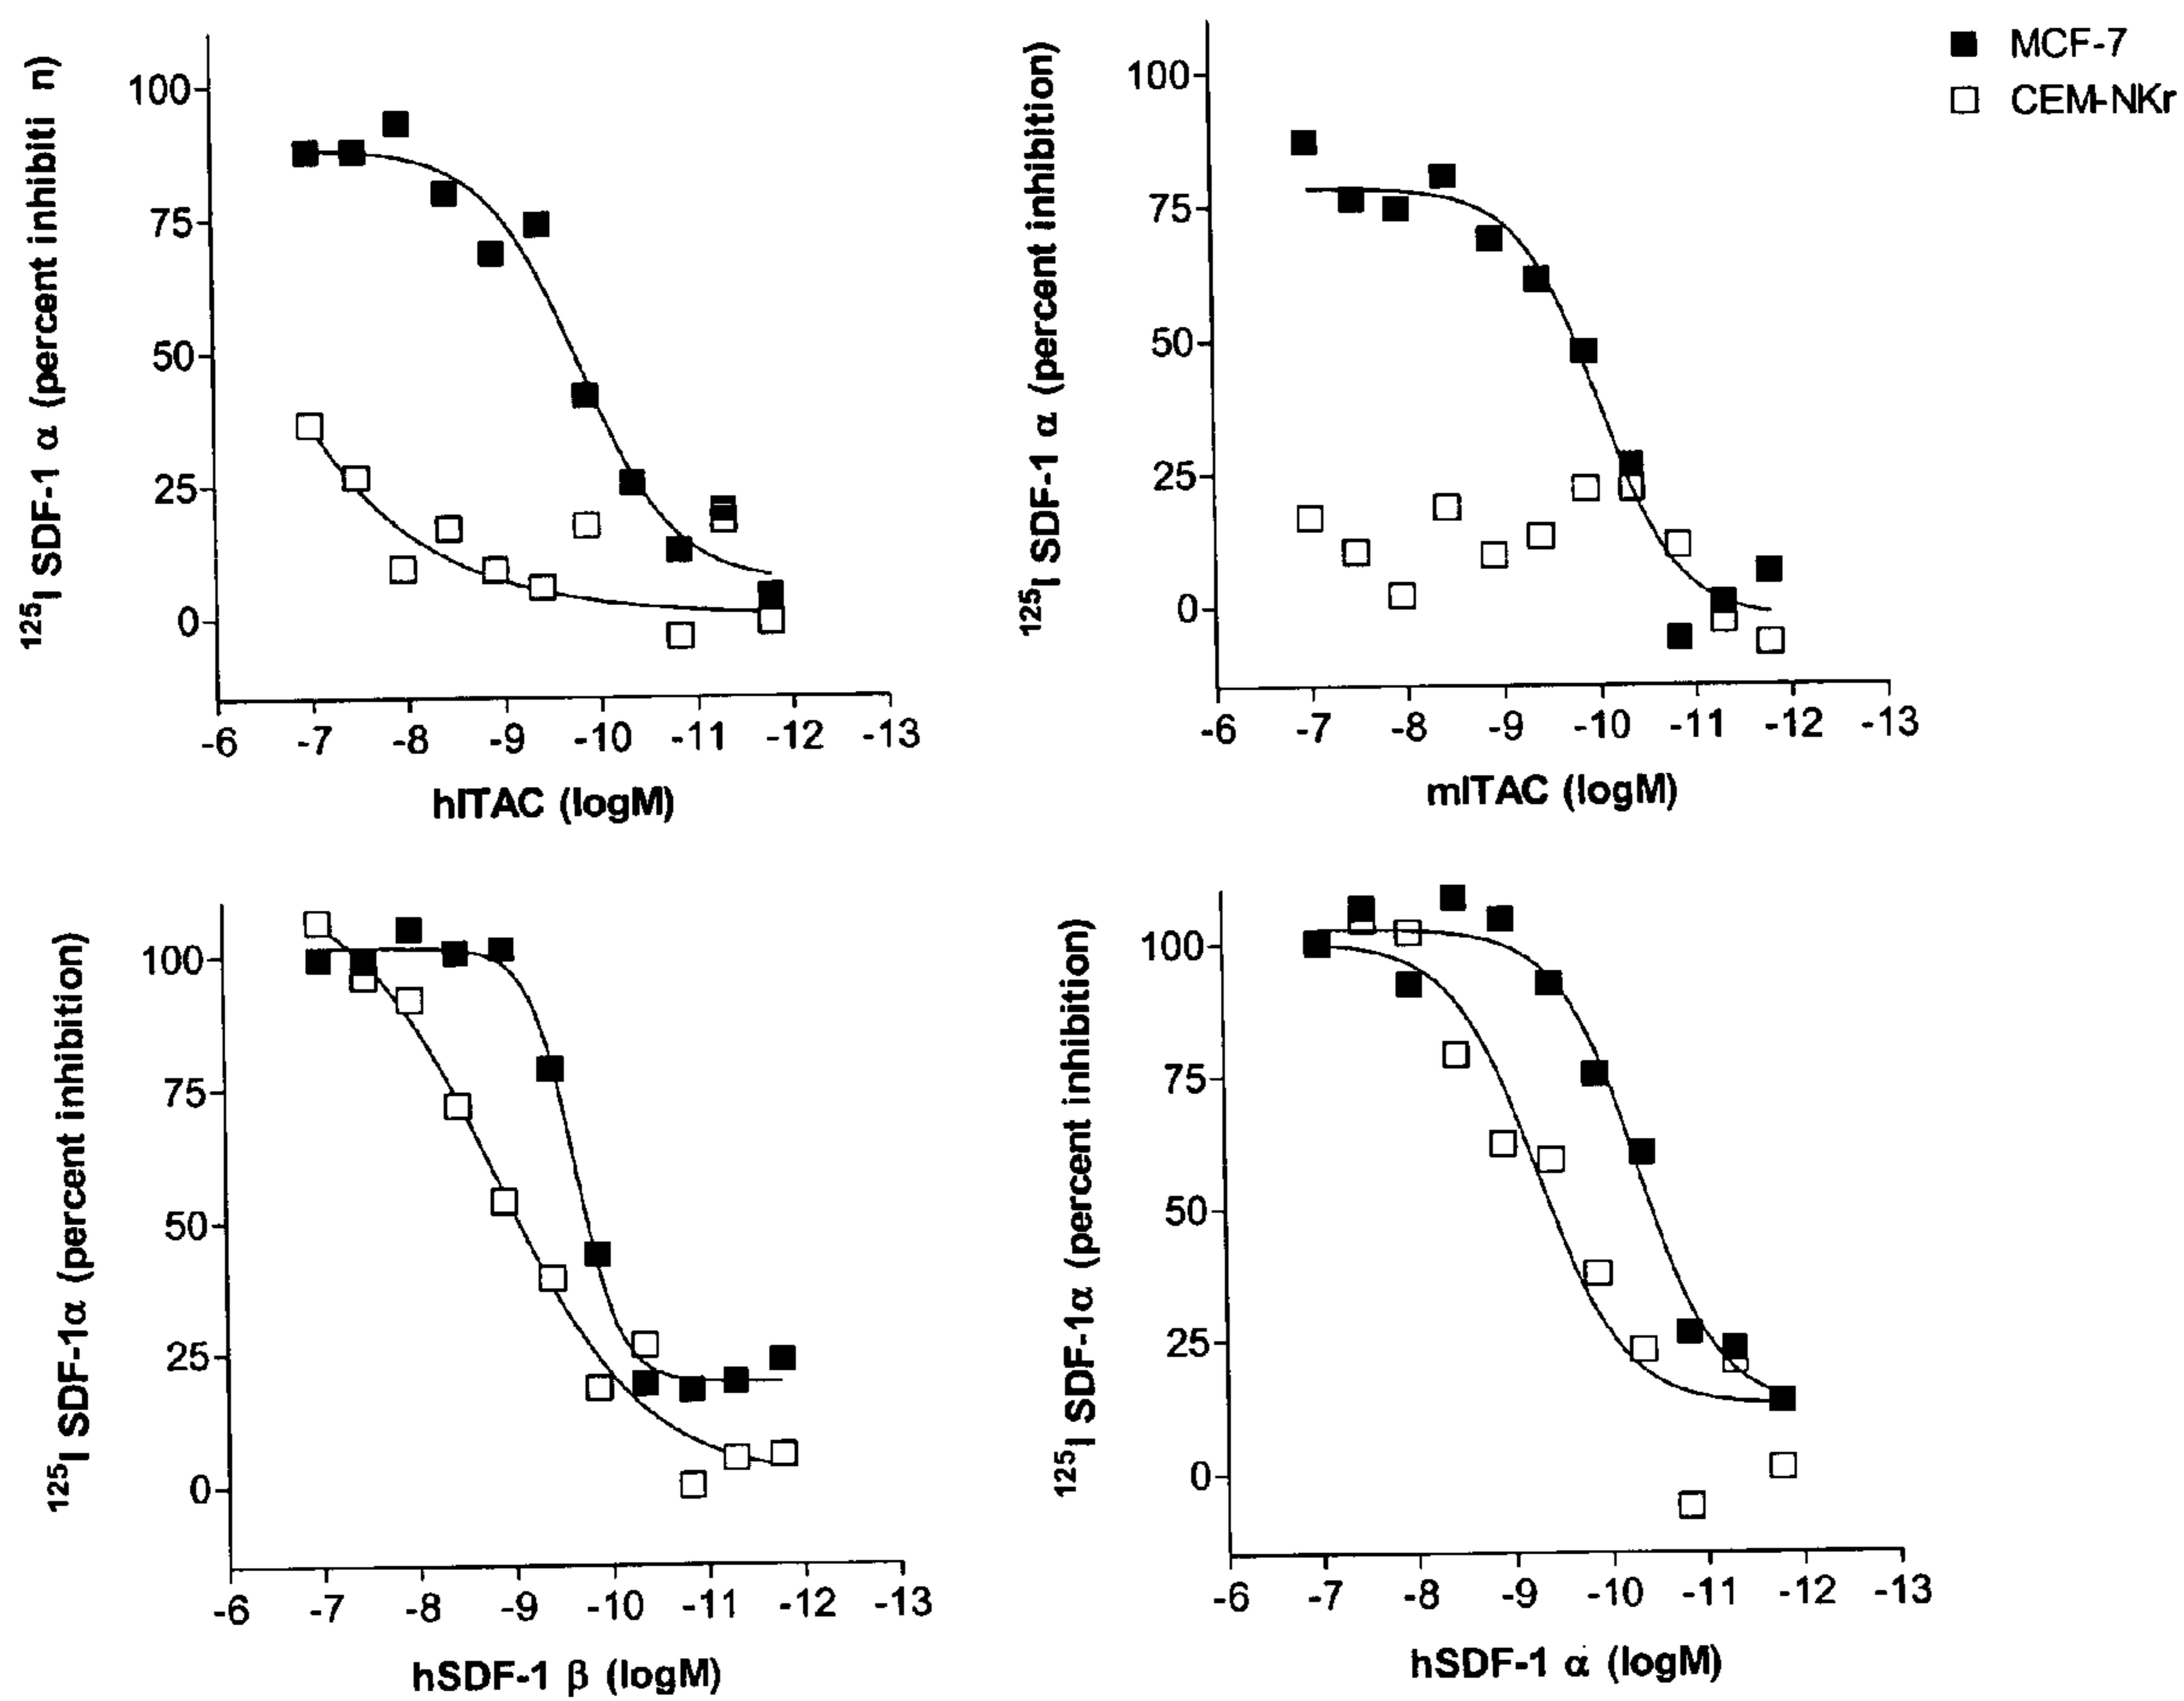 MCF-7
CEM-NKr
125I SDF-1 α (percent inhibiti n)
100
75
50
25
0
-6 -7 -8 -9 -10 -11 -12 -13
hITAC (logM)
125I SDF-1 α (percent inhibition)
100
75
50
25
0
-6 -7 -8 -9 -10 -11 -12 -13
mITAC (logM)
125I SDF-1α (percent inhibition)
100
75
50
25
0
-6 -7 -8 -9 -10 -11 -12 -13
hSDF-1 β (logM)
125I SDF-1α (percent inhibition)
100
75
50
25
0
-6 -7 -8 -9 -10 -11 -12 -13
hSDF-1 α (logM)